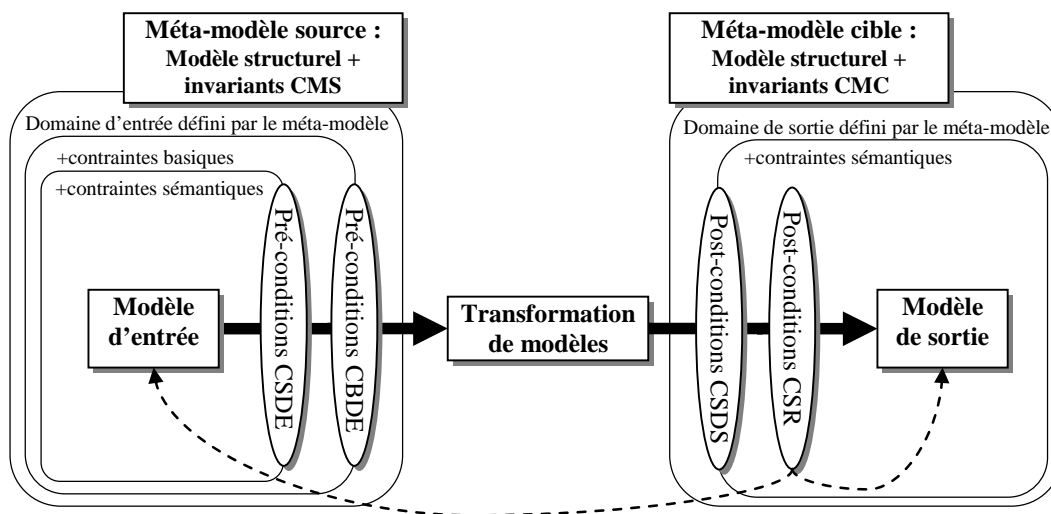 Méta-modèle source :
Modèle structurel +
invariants CMS
Méta-modèle cible :
Modèle structurel +
invariants CMC
Domaine d'entrée défini par le méta-modèle
+contraintes basiques
+contraintes sémantiques
Domaine de sortie défini par le méta-modèle
+contraintes sémantiques
Modèle
d'entrée
Pré-conditions CSDE
Pré-conditions CBDE
Transformation
de modèles
Post-conditions CSDS
Post-conditions CSR
Modèle
de sortie